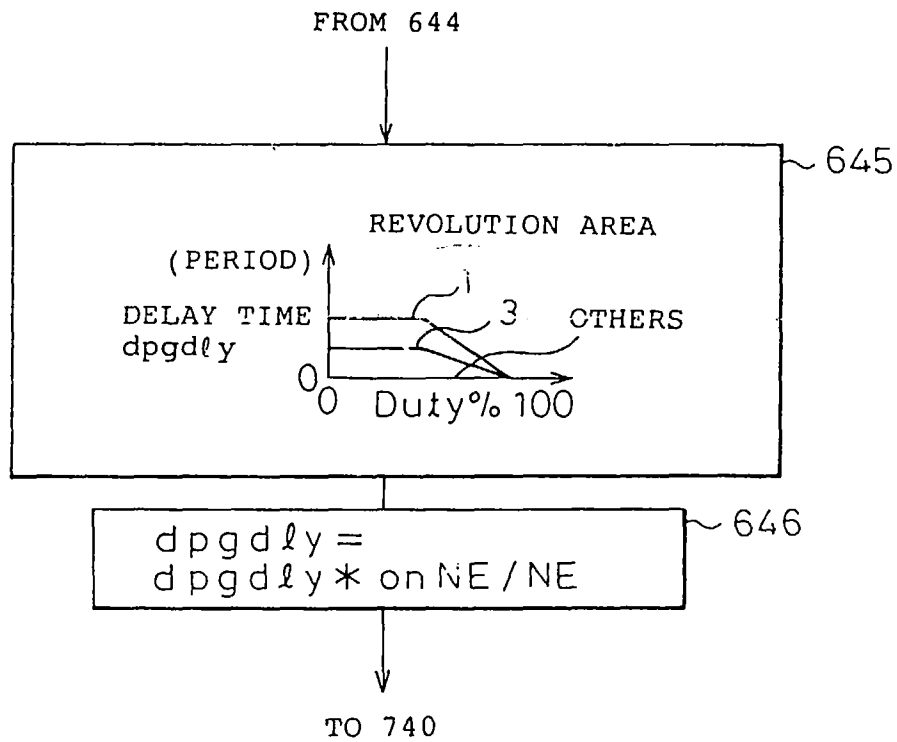 FROM 644
645
REVOLUTION AREA
(PERIOD)
1
DELAY TIME
3
OTHERS
dpgdℓy
0
0
Duty% 100
646
dpgdℓy=
dpgdℓy* onNE/NE
TO 740